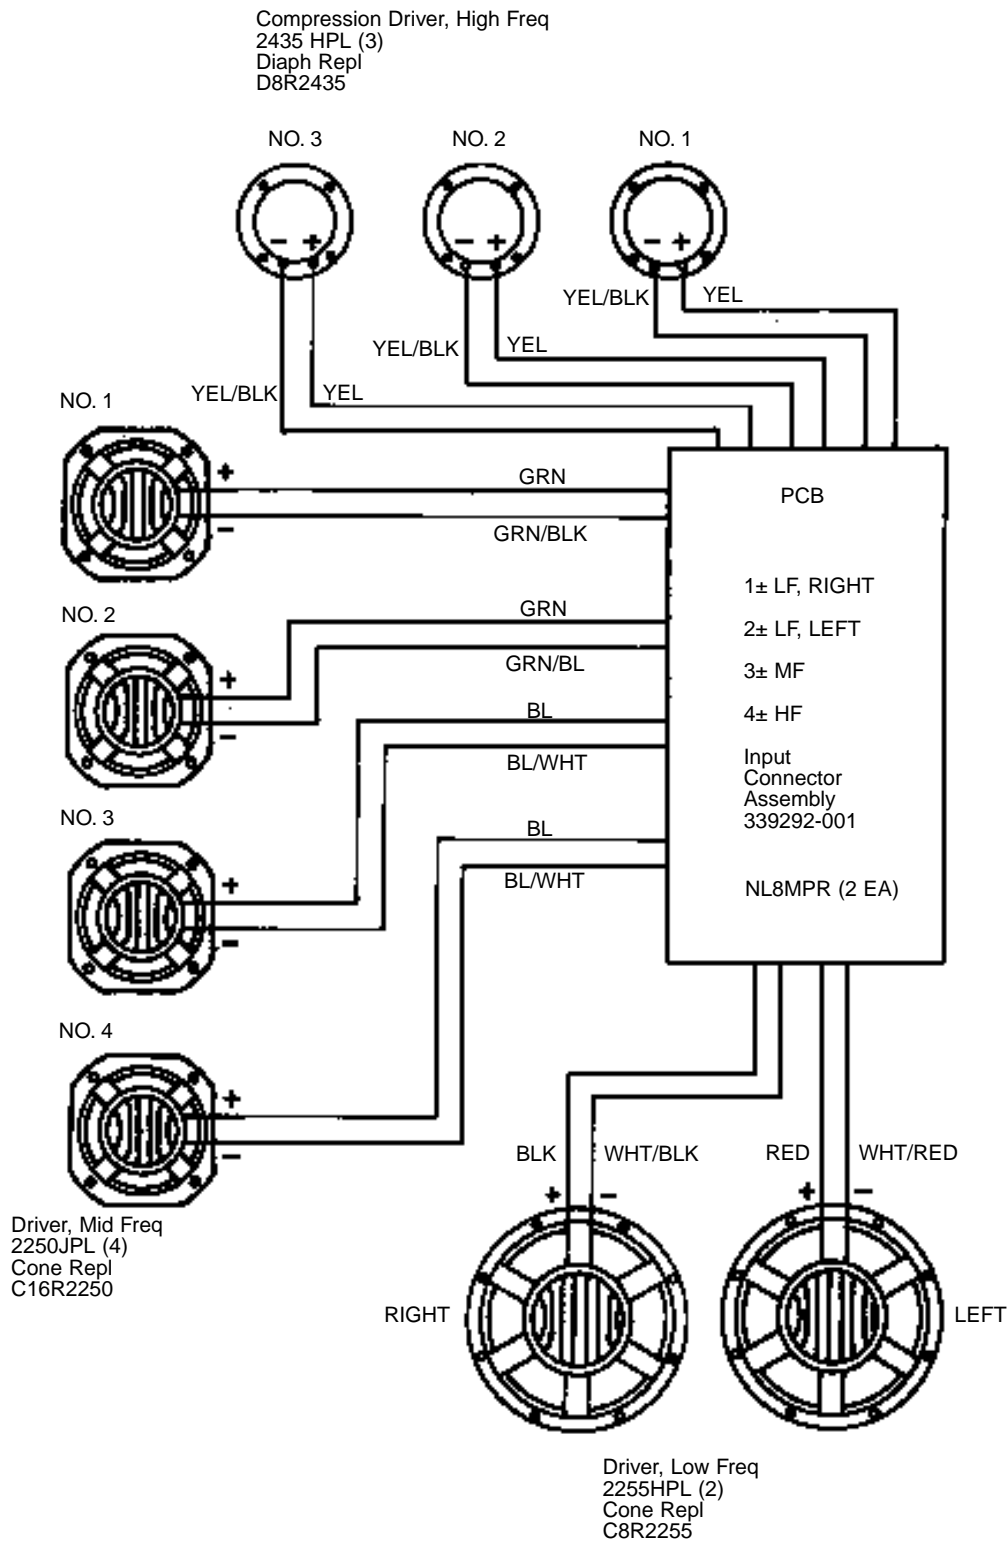 Compression Driver, High Freq
2435 HPL (3)
Diaph Repl
D8R2435
NO. 3
NO. 2
NO. 1
− +
− +
− +
YEL/BLK
YEL
YEL/BLK
YEL
YEL/BLK
YEL
NO. 1
+
GRN
−
GRN/BLK
PCB
NO. 2
GRN
+
GRN/BL
−
1± LF, RIGHT
2± LF, LEFT
3± MF
4± HF
BL
BL/WHT
Input
Connector
Assembly
339292-001
NO. 3
+
−
BL
BL/WHT
NL8MPR (2 EA)
NO. 4
+
−
BLK
WHT/BLK
RED
WHT/RED
+ −
+ −
Driver, Mid Freq
2250JPL (4)
Cone Repl
C16R2250
RIGHT
LEFT
Driver, Low Freq
2255HPL (2)
Cone Repl
C8R2255